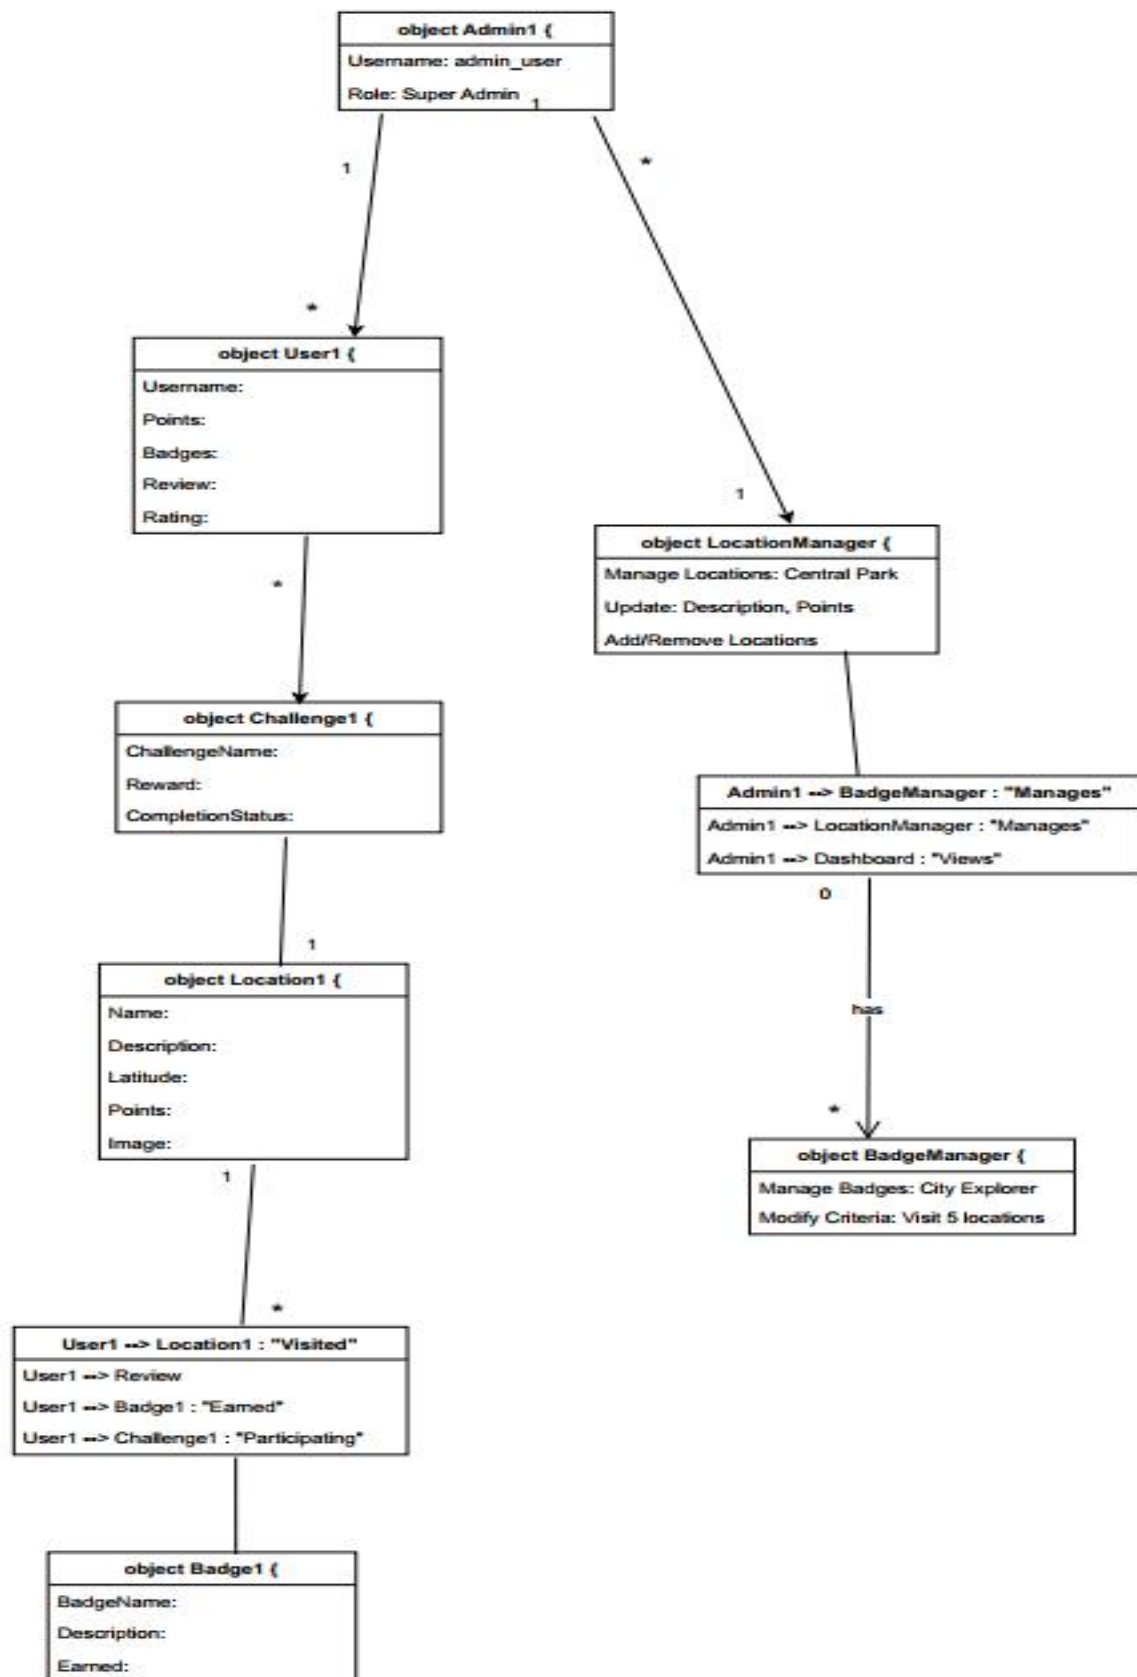 object Admin1 {
Username: admin_user
Role: Super Admin
1
1
*
*
object User1 {
Username:
Points:
Badges:
Review:
Rating:
1
object LocationManager {
Manage Locations: Central Park
Update: Description, Points
Add/Remove Locations
*
object Challenge1 {
ChallengeName:
Reward:
CompletionStatus:
Admin1 --> BadgeManager : "Manages"
Admin1 --> LocationManager : "Manages"
Admin1 --> Dashboard : "Views"
0
1
object Location1 {
Name:
Description:
Latitude:
Points:
Image:
has
*
object BadgeManager {
Manage Badges: City Explorer
Modify Criteria: Visit 5 locations
1
*
User1 --> Location1 : "Visited"
User1 --> Review
User1 --> Badge1 : "Earned"
User1 --> Challenge1 : "Participating"
object Badge1 {
BadgeName:
Description:
Earned: